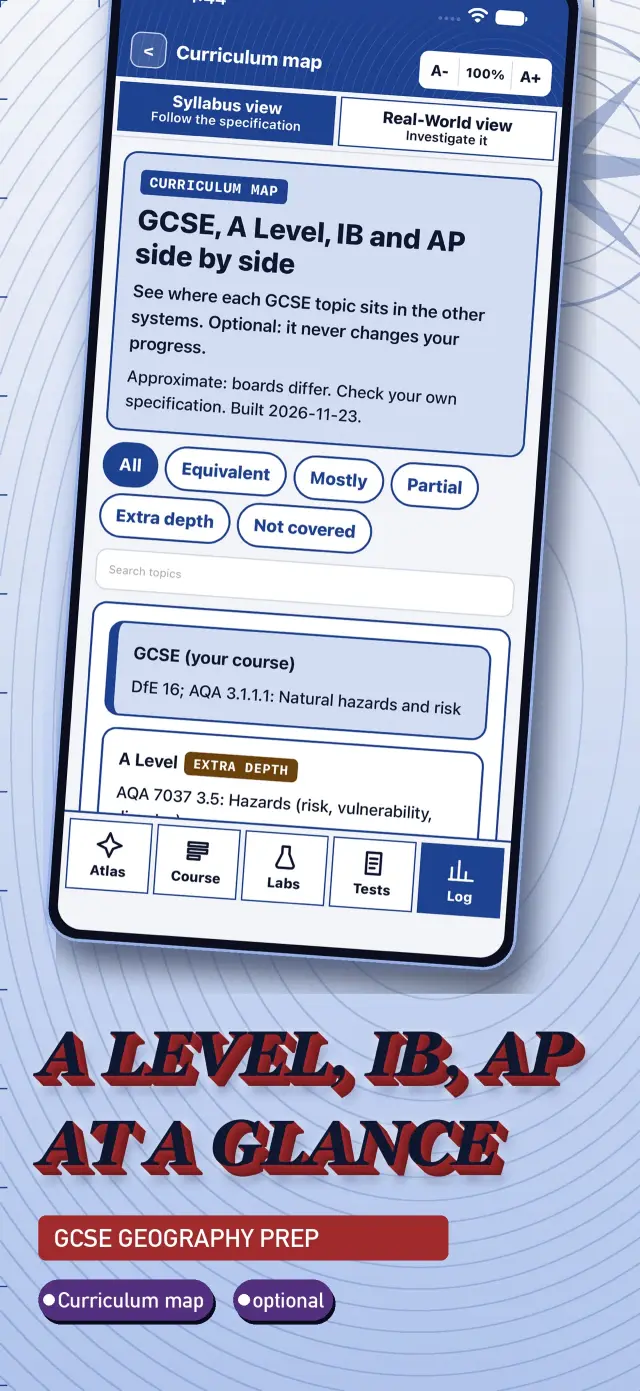 <
Curriculum map
A-
100%
A+
Syllabus view
Follow the specification
Real-World view
Investigate it
CURRICULUM MAP
GCSE, A Level, IB and AP
side by side
See where each GCSE topic sits in the other
systems. Optional: it never changes your
progress.
Approximate: boards differ. Check your own
specification. Built 2026-11-23.
All
Equivalent
Mostly
Partial
Extra depth
Not covered
Search topics
GCSE (your course)
DfE 16; AQA 3.1.1.1: Natural hazards and risk
A Level
EXTRA DEPTH
AQA 7037 3.5: Hazards (risk, vulnerability,
Atlas
Course
Labs
Tests
Log
A LEVEL, IB, AP
AT A GLANCE
GCSE GEOGRAPHY PREP
Curriculum map
optional